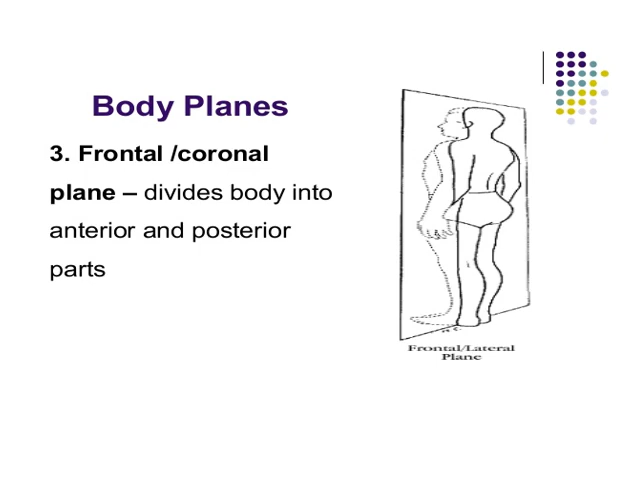 Body Planes
3. Frontal /coronal
plane – divides body into
anterior and posterior
parts
Frontal/Lateral
Plane